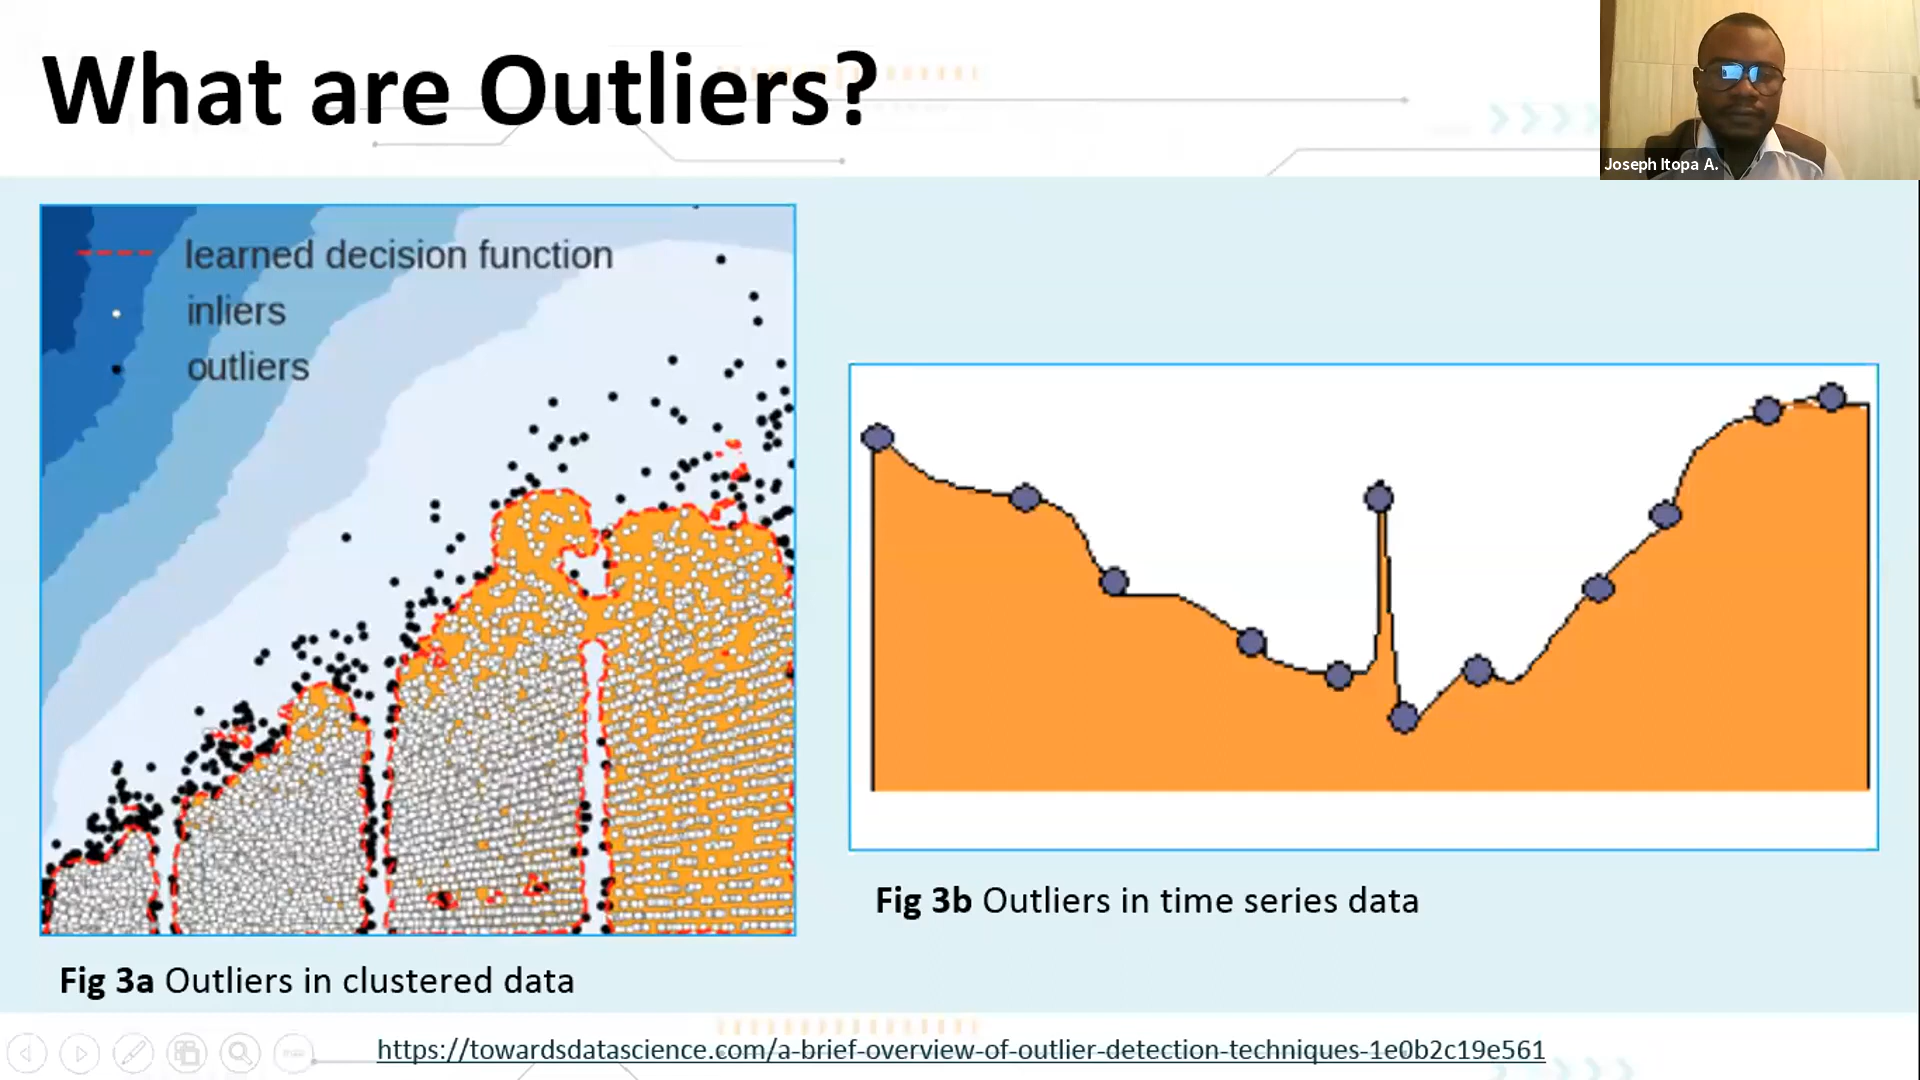 What are Outliers?
Joseph Itopa A.
learned decision function
inliers
outliers
Fig 3a Outliers in clustered data
Fig 3b Outliers in time series data
https://towardsdatascience.com/a-brief-overview-of-outlier-detection-techniques-1e0b2c19e561